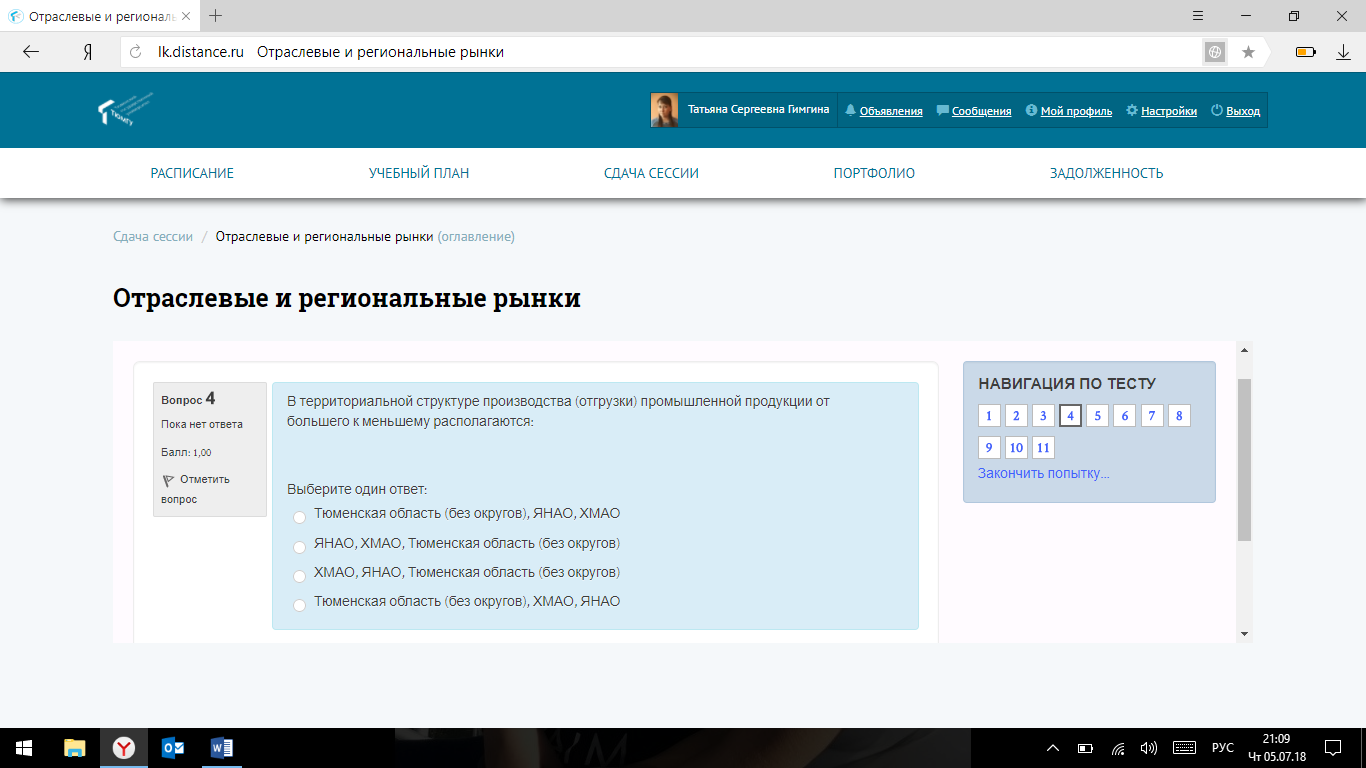 Отраслевые и региональ
lk.distance.ru Отраслевые и региональные рынки
ТюмГУ
Татьяна Сергеевна Гимгина Объявления Сообщения Мой профиль Настройки Выход
РАСПИСАНИЕ УЧЕБНЫЙ ПЛАН СДАЧА СЕССИИ ПОРТФОЛИО ЗАДОЛЖЕННОСТЬ
Сдача сессии / Отраслевые и региональные рынки (оглавление)
Отраслевые и региональные рынки
Вопрос 4
Пока нет ответа
Балл: 1,00
Отметить
вопрос
В территориальной структуре производства (отгрузки) промышленной продукции от
большего к меньшему располагаются:
Выберите один ответ:
Тюменская область (без округов), ЯНАО, ХМАО
ЯНАО, ХМАО, Тюменская область (без округов)
ХМАО, ЯНАО, Тюменская область (без округов)
Тюменская область (без округов), ХМАО, ЯНАО
НАВИГАЦИЯ ПО ТЕСТУ
1 2 3 4 5 6 7 8
9 10 11
Закончить попытку...
РУС
21:09
Чт 05.07.18